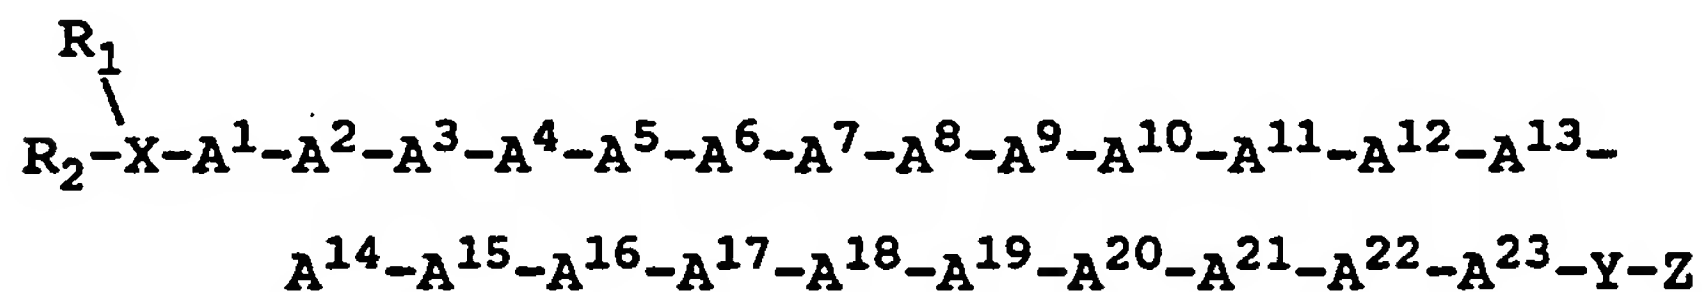 R₁
R₂-X-A¹-A²-A³-A⁴-A⁵-A⁶-A⁷-A⁸-A⁹-A¹⁰-A¹¹-A¹²-A¹³-
A¹⁴-A¹⁵-A¹⁶-A¹⁷-A¹⁸-A¹⁹-A²⁰-A²¹-A²²-A²³-Y-Z